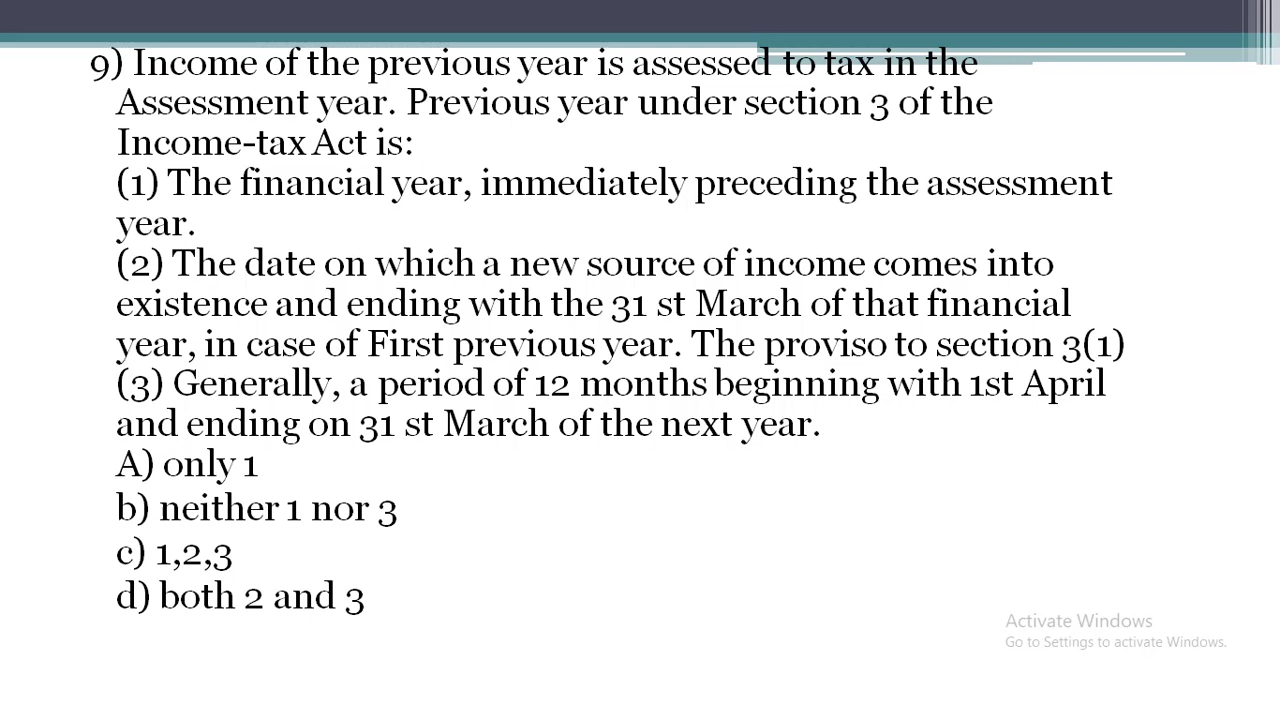 9) Income of the previous year is assessed to tax in the
Assessment year. Previous year under section 3 of the
Income-tax Act is:
(1) The financial year, immediately preceding the assessment
year.
(2) The date on which a new source of income comes into
existence and ending with the 31 st March of that financial
year, in case of First previous year. The proviso to section 3(1)
(3) Generally, a period of 12 months beginning with 1st April
and ending on 31 st March of the next year.
A) only 1
b) neither 1 nor 3
c) 1,2,3
d) both 2 and 3
Activate Windows
Go to Settings to activate Windows.